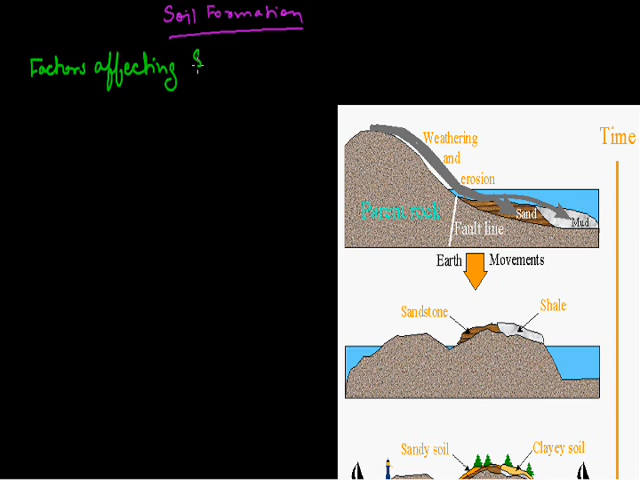 Soil Formation
Factors affecting
Weathering
and
erosion
Time
Parent rock
Sand
Mud
Fault line
Earth Movements
Sandstone
Shale
Sandy soil
Clayey soil